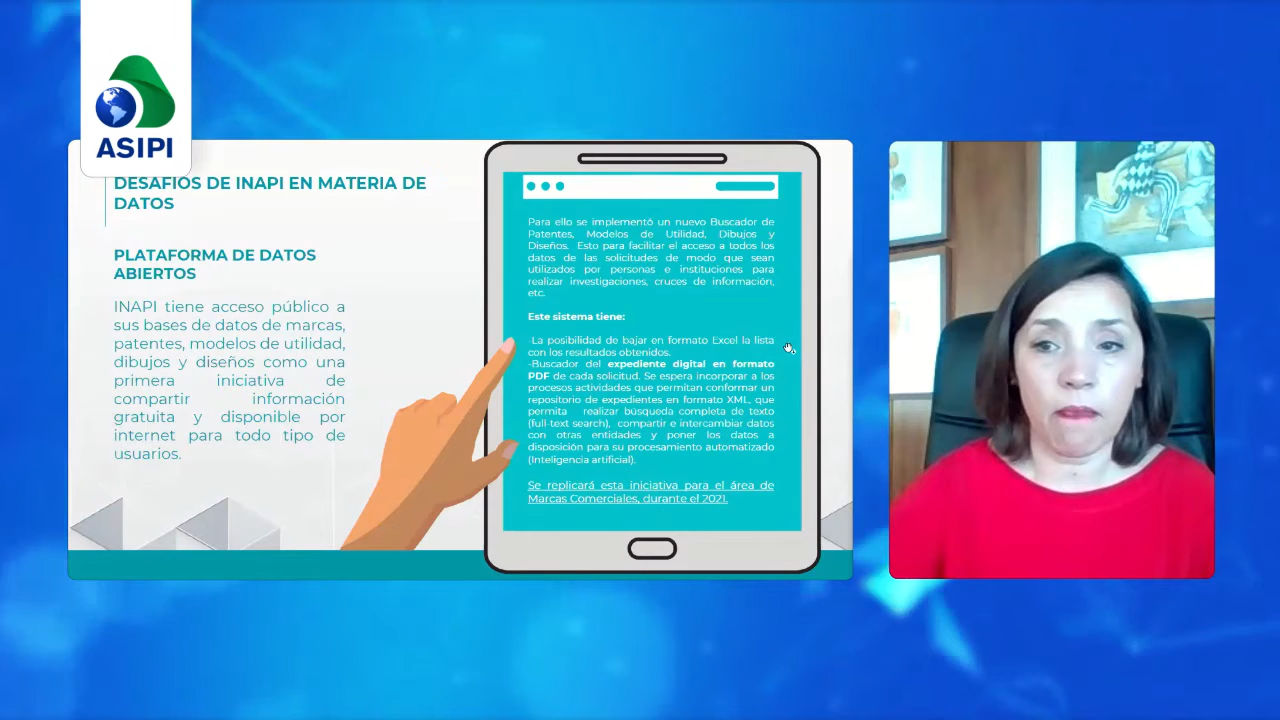 ASIPI
DESAFIOS DE INAPI EN MATERIA DE
DATOS
PLATAFORMA DE DATOS
ABIERTOS
INAPI tiene acceso público a
sus bases de datos de marcas,
patentes, modelos de utilidad,
dibujos y diseños como una
primera iniciativa de
compartir información
gratuita y disponible por
internet para todo tipo de
usuarios.
Para ello se implementó un nuevo Buscador de
Patentes, Modelos de Utilidad, Dibujos y
Diseños. Esto para facilitar el acceso a todos los
datos de las solicitudes de modo que sean
utilizados por personas e instituciones para
realizar investigaciones, cruces de información,
etc.
Este sistema tiene:
-La posibilidad de bajar en formato Excel la lista
con los resultados obtenidos.
-Buscador del expediente digital en formato
PDF de cada solicitud. Se espera incorporar a los
procesos actividades que permitan conformar un
repositorio de expedientes en formato XML, que
permita realizar búsqueda completa de texto
(full-text search), compartir e intercambiar datos
con otras entidades y poner los datos a
disposición para su procesamiento automatizado
(Inteligencia artificial).
Se replicará esta iniciativa para el área de
Marcas Comerciales, durante el 2021.